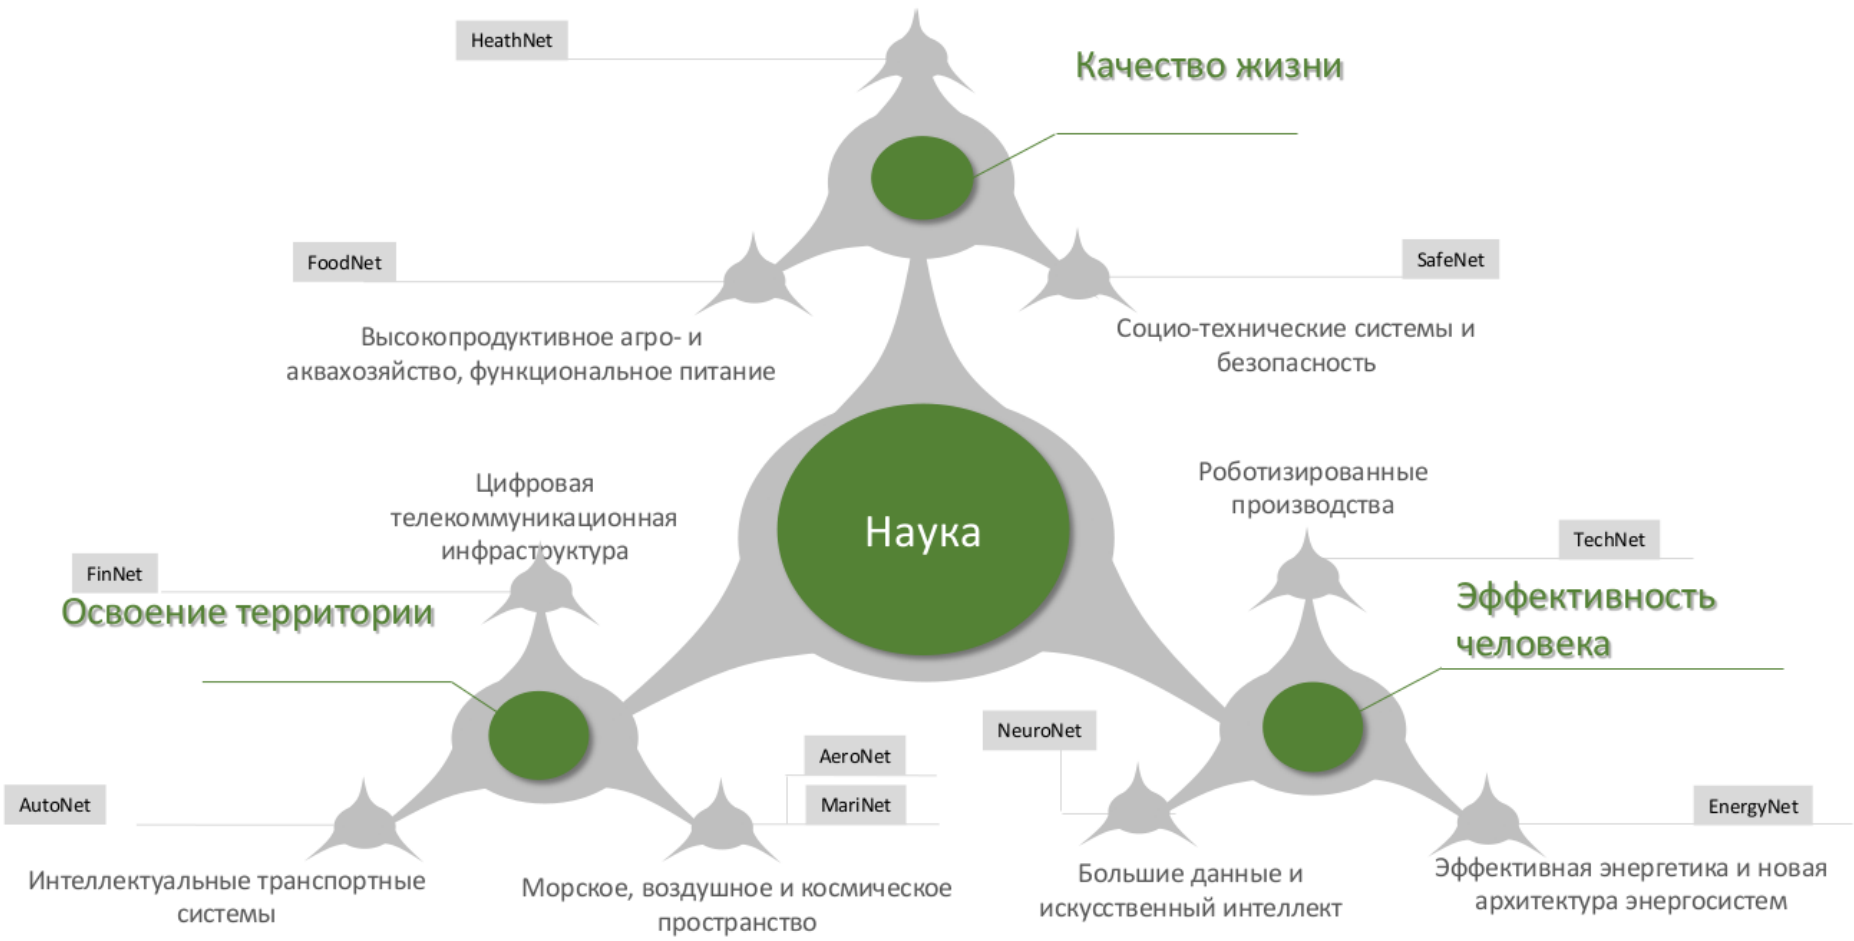 HeathNet
Качество жизни
FoodNet
SafeNet
Высокопродуктивное агро- и
аквахозяйство, функциональное питание
Социо-технические системы и
безопасность
Цифровая
телекоммуникационная
инфраструктура
Наука
Роботизированные
производства
FinNet
TechNet
Освоение территории
Эффективность
человека
NeuroNet
AeroNet
MariNet
AutoNet
EnergyNet
Интеллектуальные транспортные
системы
Морское, воздушное и космическое
пространство
Большие данные и
искусственный интеллект
Эффективная энергетика и новая
архитектура энергосистем